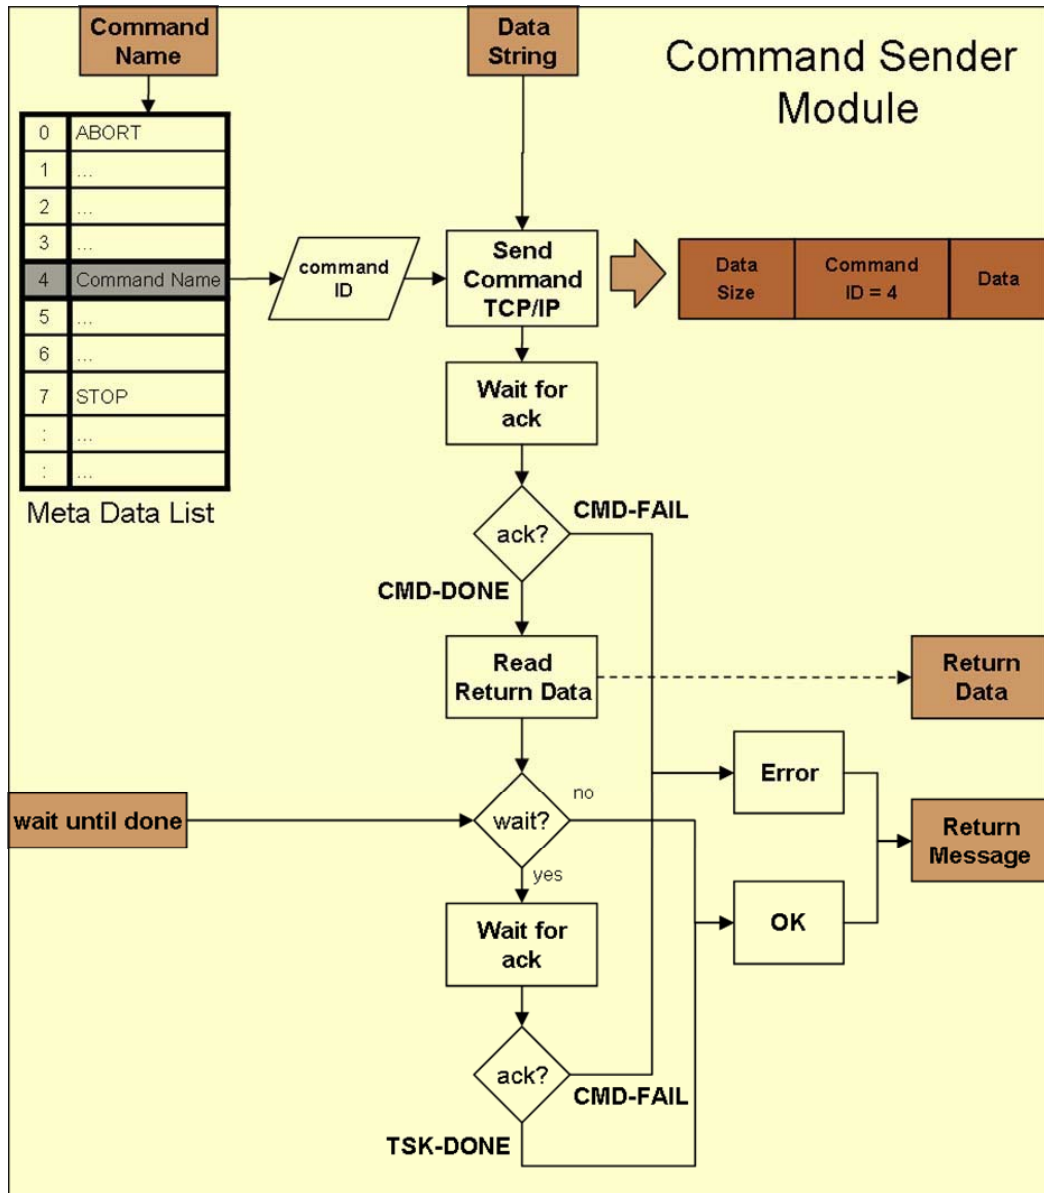 Command
Name
Data
String
Command Sender
Module
0 ABORT
1 ...
2 ...
3 ...
4 Command Name
5 ...
6 ...
7 STOP
: ...
: ...
Meta Data List
command
ID
Send
Command
TCP/IP
Data
Size
Command
ID = 4
Data
Wait for
ack
ack?
CMD-FAIL
CMD-DONE
Read
Return Data
Return
Data
wait until done
wait?
no
yes
Error
OK
Return
Message
Wait for
ack
ack?
CMD-FAIL
TSK-DONE